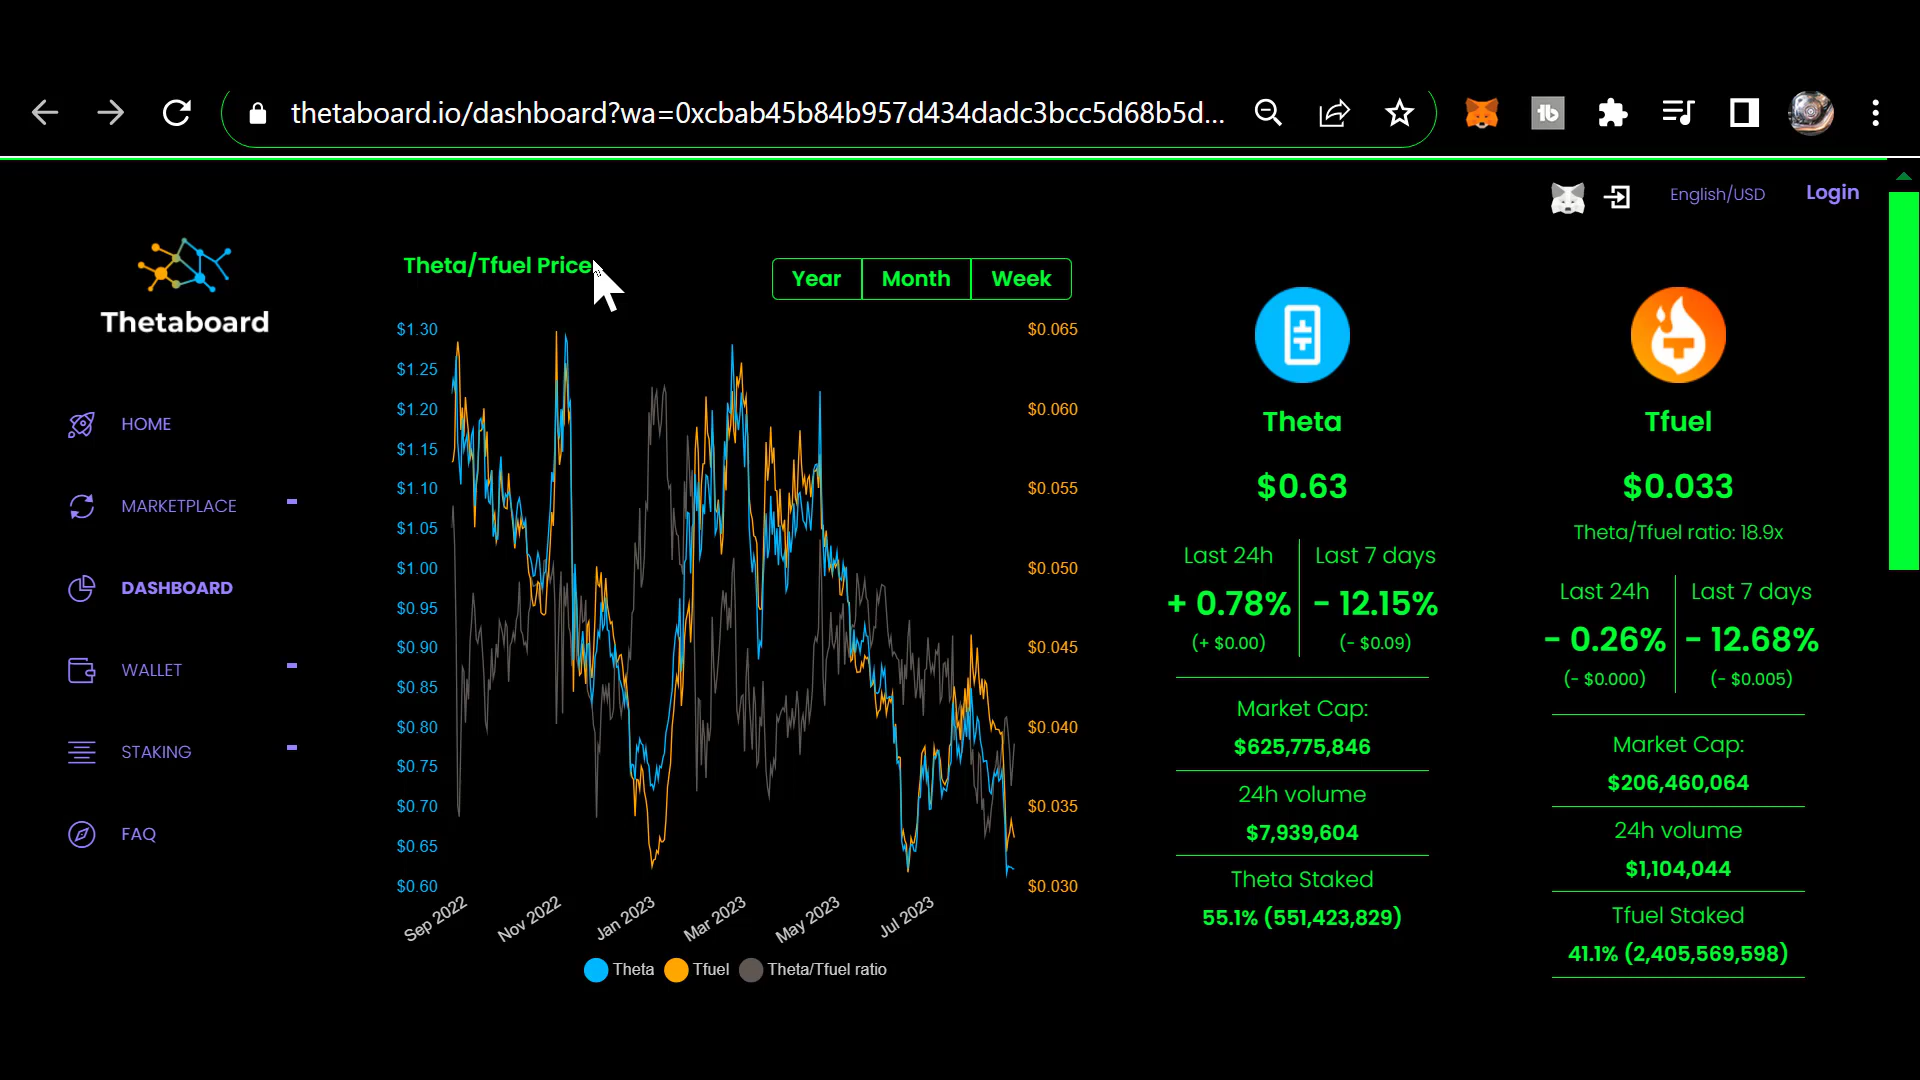 thetaboard.io/dashboard?wa=0xcbab45b84b957d434dadc3bcc5d68b5d...
English/USD
Login
Thetaboard
HOME
MARKETPLACE
DASHBOARD
WALLET
STAKING
FAQ
Theta/Tfuel Price
Year
Month
Week
$1.30
$1.25
$1.20
$1.15
$1.10
$1.05
$1.00
$0.95
$0.90
$0.85
$0.80
$0.75
$0.70
$0.65
$0.60
$0.065
$0.060
$0.055
$0.050
$0.045
$0.040
$0.035
$0.030
Sep 2022
Nov 2022
Jan 2023
Mar 2023
May 2023
Jul 2023
Theta
Tfuel
Theta/Tfuel ratio
Theta
$0.63
Last 24h
+ 0.78%
(+ $0.00)
Last 7 days
- 12.15%
(- $0.09)
Market Cap:
$625,775,846
24h volume
$7,939,604
Theta Staked
55.1% (551,423,829)
Tfuel
$0.033
Theta/Tfuel ratio: 18.9x
Last 24h
- 0.26%
(- $0.000)
Last 7 days
- 12.68%
(- $0.005)
Market Cap:
$206,460,064
24h volume
$1,104,044
Tfuel Staked
41.1% (2,405,569,598)